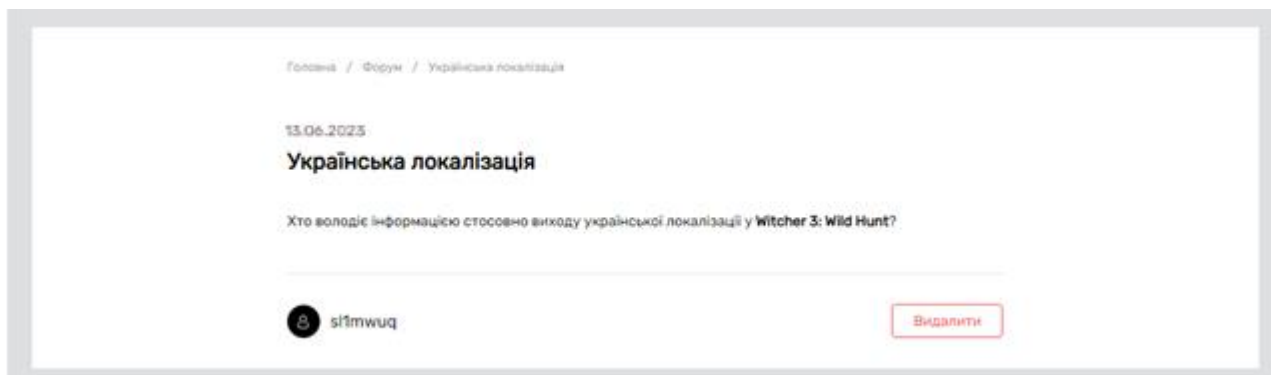 Головна / Форум / Українська локалізація
13.06.2023
Українська локалізація
Хто володіє інформацією стосовно виходу української локалізації у Witcher 3: Wild Hunt?
sl1mwuq
Видалити